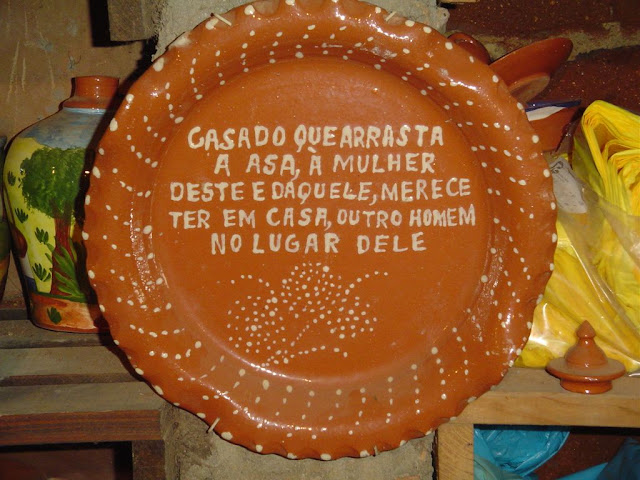 CASADO QUE ARRASTA
A ASA, À MULHER
DESTE E DAQUELE, MERECE
TER EM CASA, OUTRO HOMEM
NO LUGAR DELE